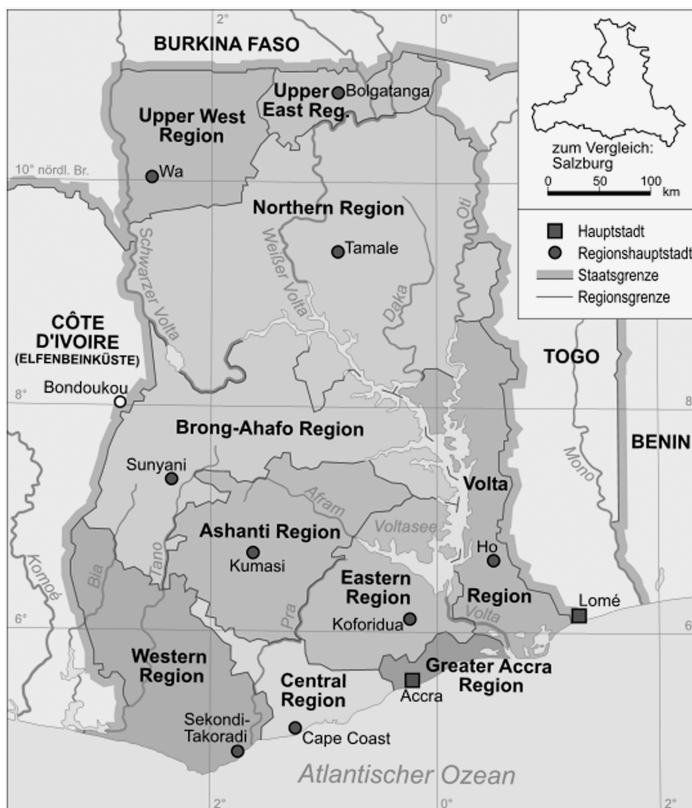 2°
0°
BURKINA FASO
Upper
East Reg.
Bolgatanga
Upper West
Region
zum Vergleich:
Salzburg
0 50 100
km
10° nördl. Br.
Wa
Oti
Northern Region
Hauptstadt
Regionshauptstadt
Staatsgrenze
Regionsgrenze
Schwarzer Volta
Weißer Volta
Tamale
Daka
CÔTE
D'IVOIRE
(ELFENBEINKÜSTE)
TOGO
Bondoukou
8°
8
Brong-Ahafo Region
BENIN
Mono
Sunyani
Volta
Afram
Ashanti Region
Voltasee
Kumasi
Ho
Komoé
Bia
Tano
Pra
Eastern
Region
Region
Koforidua
Volta
Lomé
6°
6
Western
Region
Central
Region
Greater Accra
Region
Accra
Sekondi-
Takoradi
Cape Coast
Atlantischer Ozean
2°
0°
2°